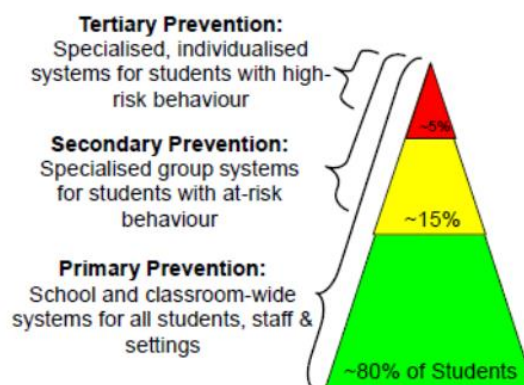 Tertiary Prevention:
Specialised, individualised
systems for students with high-
risk behaviour
~5%
Secondary Prevention:
Specialised group systems
for students with at-risk
behaviour
~15%
Primary Prevention:
School and classroom-wide
systems for all students, staff &
settings
~80% of Students